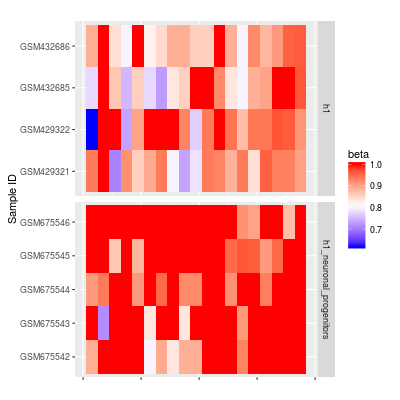 GSM432686
GSM432685
GSM429322
GSM429321
GSM675546
GSM675545
GSM675544
GSM675543
GSM675542
Sample ID
h1
h1_neuronal_progenitors
beta
1.0
0.9
0.8
0.7